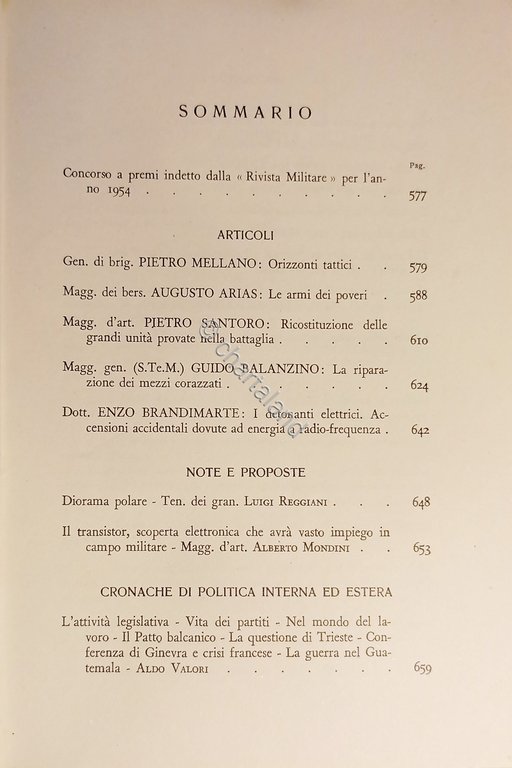 SOMMARIO
Pag.
Concorso a premi indetto dalla « Rivista Militare » per l'an-
no 1954 . . . . . . . . . . 577
ARTICOLI
Gen. di brig. PIETRO MELLANO: Orizzonti tattici . . 579
Magg. dei bers. AUGUSTO ARIAS: Le armi dei poveri . 588
Magg. d'art. PIETRO SANTORO: Ricostituzione delle
grandi unità provate nella battaglia . . . . . 610
Magg. gen. (S.Te.M.) GUIDO BALANZINO: La ripara-
zione dei mezzi corazzati . . . . . . . 624
Dott. ENZO BRANDIMARTE: I detonanti elettrici. Ac-
censioni accidentali dovute ad energia a radio-frequenza . 642
NOTE E PROPOSTE
Diorama polare - Ten. dei gran. LUIGI REGGIANI . . . 648
Il transistor, scoperta elettronica che avrà vasto impiego in
campo militare - Magg. d'art. ALBERTO MONDINI . . 653
CRONACHE DI POLITICA INTERNA ED ESTERA
L'attività legislativa - Vita dei partiti - Nel mondo del la-
voro - Il Patto balcanico - La questione di Trieste - Con-
ferenza di Ginevra e crisi francese - La guerra nel Gua-
temala - ALDO VALORI . . . . . . . 659
© chartaland